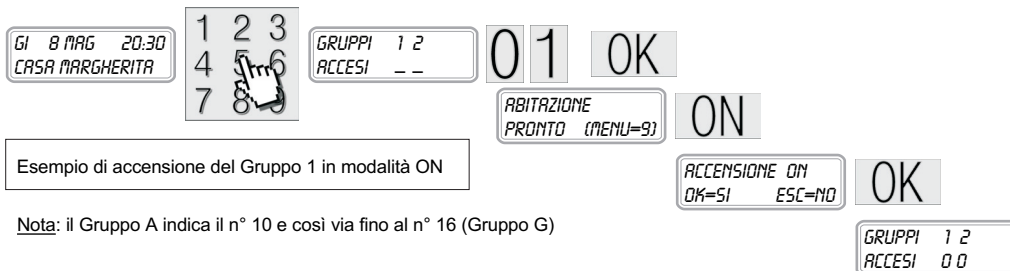 GI 8 MAG 20:30
CASA MARGHERITA
1 2 3
4 5 6
7 8 9
GRUPPI 1 2
ACCESI _ _
01
OK
ABITAZIONE
PRONTO (MENU=9)
ON
Esempio di accensione del Gruppo 1 in modalità ON
ACCENSIONE ON
OK=SI ESC=NO
OK
Nota: il Gruppo A indica il n° 10 e così via fino al n° 16 (Gruppo G)
GRUPPI 1 2
ACCESI 0 0